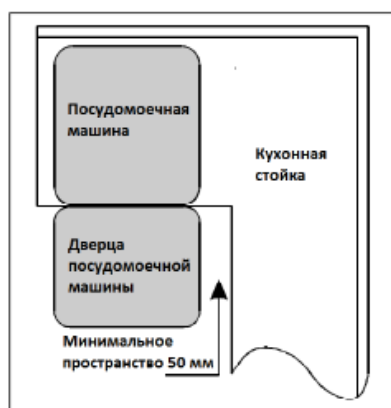 Посудомоечная
машина
Кухонная
стойка
Дверца
посудомоечной
машины
Минимальное
пространство 50 мм